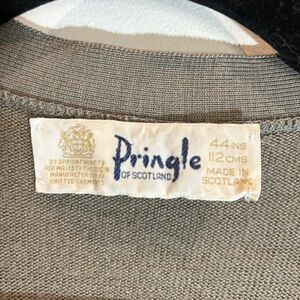 BY APPOINTMENT TO
HER MAJESTY THE QUEEN
MANUFACTURERS OF
KNITTED GARMENTS
Pringle
OF SCOTLAND
44 INS
112 CMS
MADE IN
SCOTLAND